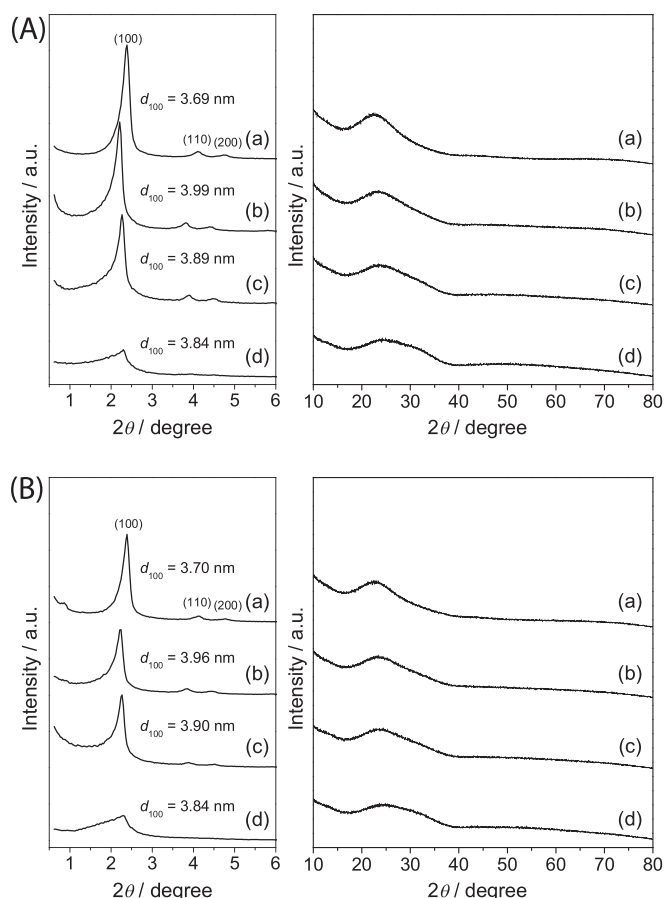 (A)
(100)
d100 = 3.69 nm
(110) (200)
(a)
d100 = 3.99 nm
(b)
d100 = 3.89 nm
(c)
d100 = 3.84 nm
(d)
Intensity / a.u.
1 2 3 4 5 6
2θ / degree
(a)
(b)
(c)
(d)
Intensity / a.u.
10 20 30 40 50 60 70 80
2θ / degree
(B)
(100)
d100 = 3.70 nm
(110) (200)
(a)
d100 = 3.96 nm
(b)
d100 = 3.90 nm
(c)
d100 = 3.84 nm
(d)
Intensity / a.u.
1 2 3 4 5 6
2θ / degree
(a)
(b)
(c)
(d)
Intensity / a.u.
10 20 30 40 50 60 70 80
2θ / degree